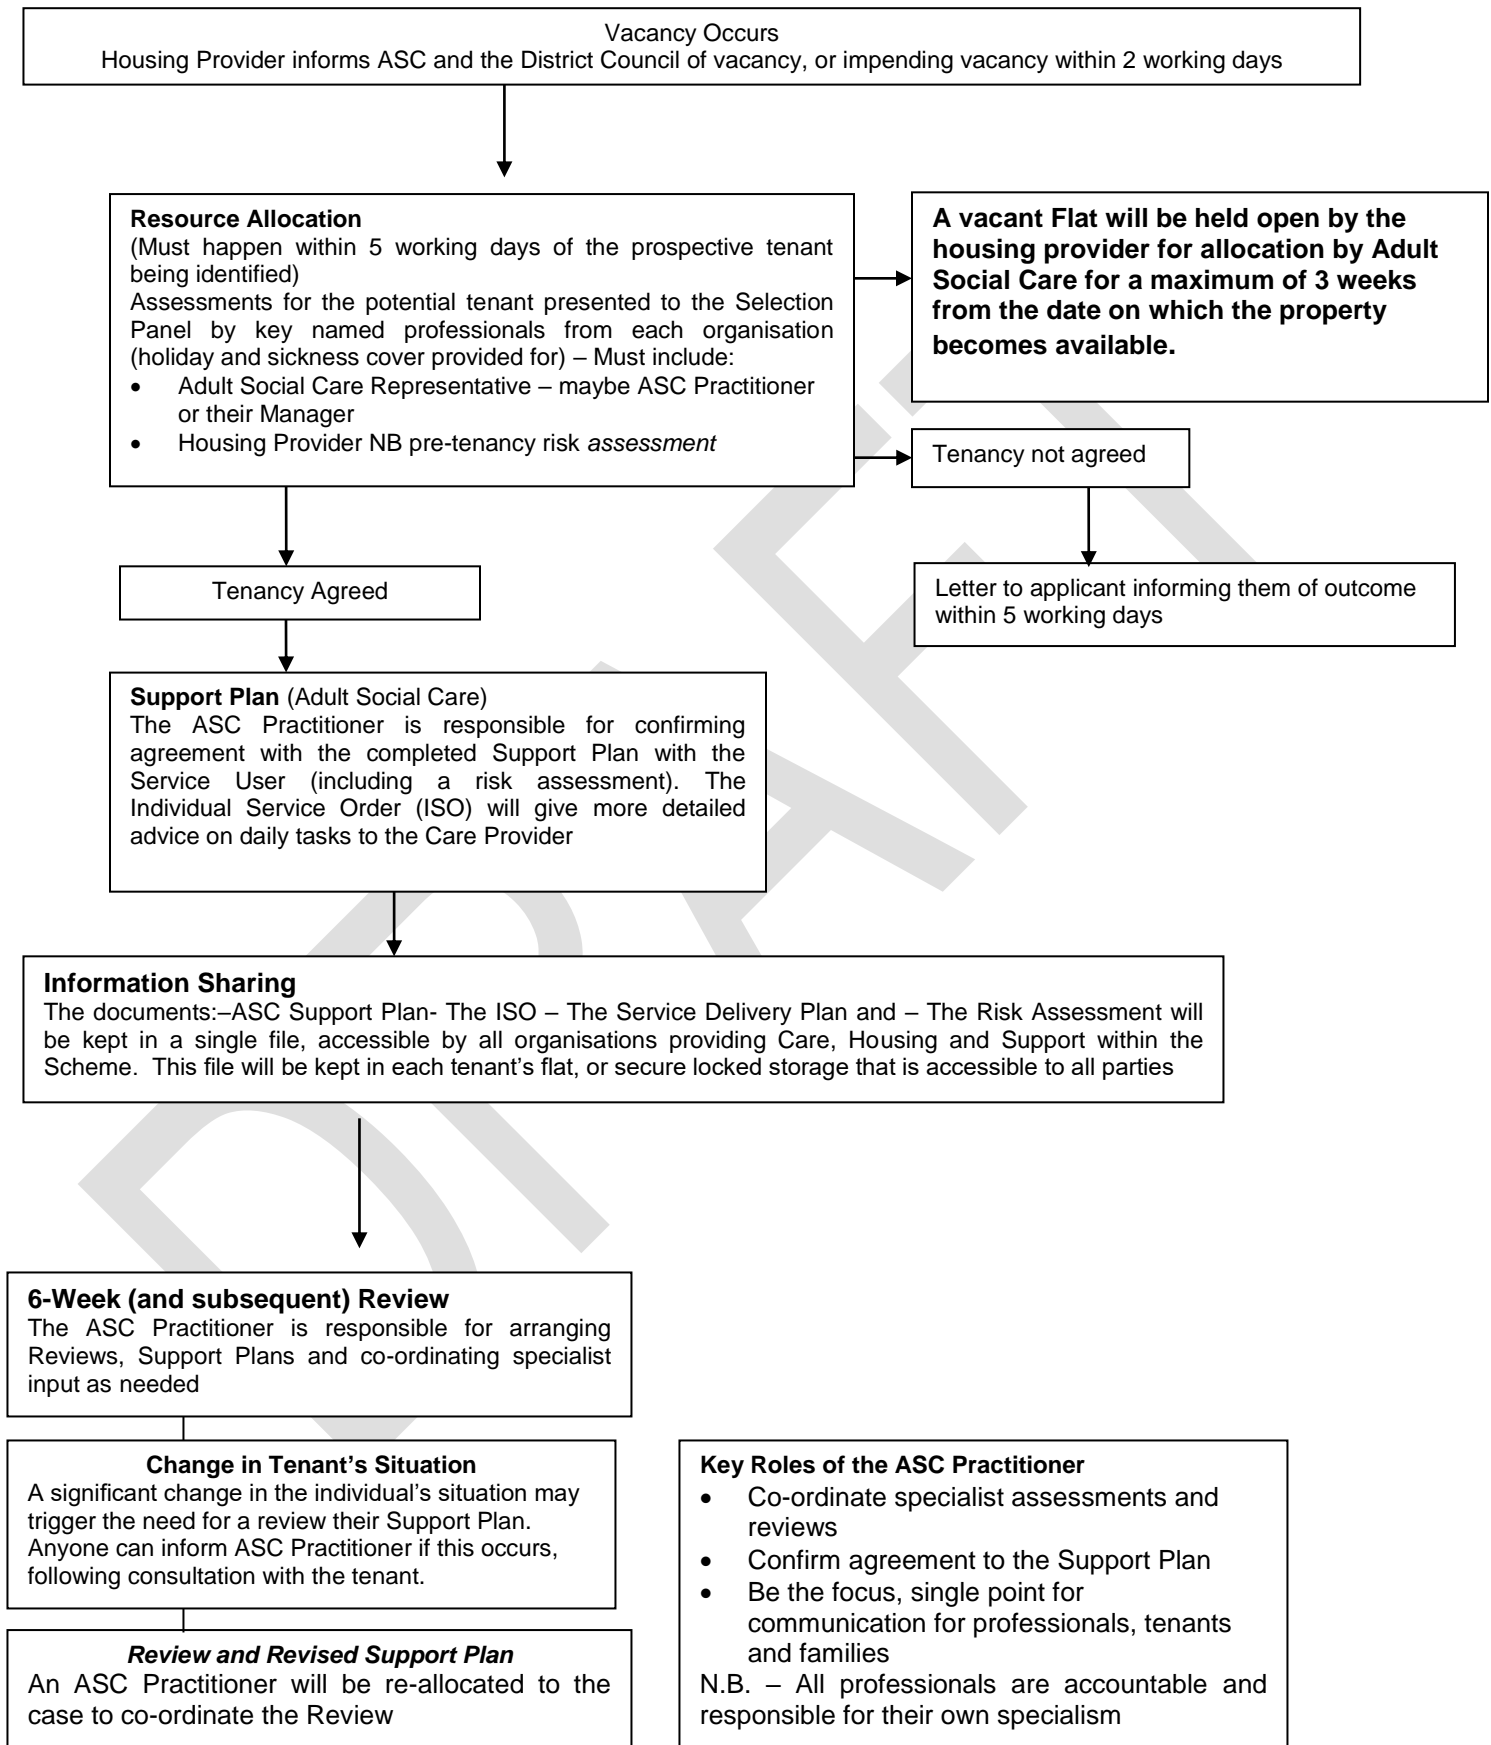 Vacancy Occurs
Housing Provider informs ASC and the District Council of vacancy, or impending vacancy within 2 working days
Resource Allocation
(Must happen within 5 working days of the prospective tenant
being identified)
Assessments for the potential tenant presented to the Selection
Panel by key named professionals from each organisation
(holiday and sickness cover provided for) – Must include:
• Adult Social Care Representative – maybe ASC Practitioner
or their Manager
• Housing Provider NB pre-tenancy risk assessment
A vacant Flat will be held open by the
housing provider for allocation by Adult
Social Care for a maximum of 3 weeks
from the date on which the property
becomes available.
Tenancy not agreed
Letter to applicant informing them of outcome
within 5 working days
Tenancy Agreed
Support Plan (Adult Social Care)
The ASC Practitioner is responsible for confirming
agreement with the completed Support Plan with the
Service User (including a risk assessment). The
Individual Service Order (ISO) will give more detailed
advice on daily tasks to the Care Provider
Information Sharing
The documents:–ASC Support Plan- The ISO – The Service Delivery Plan and – The Risk Assessment will
be kept in a single file, accessible by all organisations providing Care, Housing and Support within the
Scheme. This file will be kept in each tenant’s flat, or secure locked storage that is accessible to all parties
6-Week (and subsequent) Review
The ASC Practitioner is responsible for arranging
Reviews, Support Plans and co-ordinating specialist
input as needed
Change in Tenant’s Situation
A significant change in the individual’s situation may
trigger the need for a review their Support Plan.
Anyone can inform ASC Practitioner if this occurs,
following consultation with the tenant.
Review and Revised Support Plan
An ASC Practitioner will be re-allocated to the
case to co-ordinate the Review
Key Roles of the ASC Practitioner
• Co-ordinate specialist assessments and
reviews
• Confirm agreement to the Support Plan
• Be the focus, single point for
communication for professionals, tenants
and families
N.B. – All professionals are accountable and
responsible for their own specialism
DRAFT